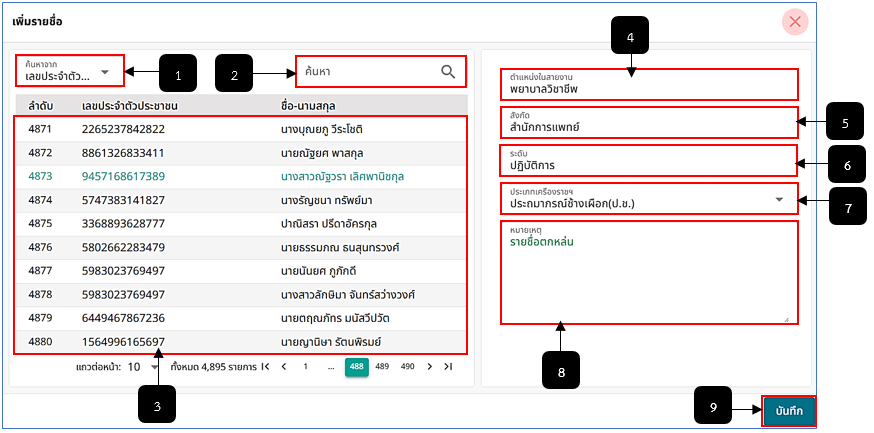 เพิ่มรายชื่อ
4
ค้นหาจาก
เลขประจำตัว...
1
2
ค้นหา
ตำแหน่งในสายงาน
พยาบาลวิชาชีพ
ลำดับ เลขประจำตัวประชาชน ชื่อ-นามสกุล
4871 2265237842822 นางบุณยภู วีระโชติ
4872 8861326833411 นายณัฐยศ พาสกุล
4873 9457168617389 นางสาวณัฐวรา เลิศพานิชกุล
4874 5747383141827 นางรัญชนา ทรัพย์มา
4875 3368893628777 ปาณิสรา ปรีดาอัครกุล
4876 5802662283479 นายธรรมภณ ธนสุนทรวงศ์
4877 5983023769497 นายนันยศ ภูภักดี
4878 5983023769497 นางสาวลักษิมา จันทร์สว่างวงศ์
4879 6449467867236 นายตฤณภัทร มนัสวีปวัต
4880 1564996165697 นายญานิษา รัตนพิรมย์
แถวต่อหน้า: 10 ทั้งหมด 4,895 รายการ 1 ... 488 489 490
3
สังกัด
สำนักการแพทย์
5
ระดับ
ปฏิบัติการ
6
ประเภทเครื่องราชฯ
ประถมาภรณ์ช้างเผือก(ป.ช.)
7
หมายเหตุ
รายชื่อตกหล่น
8
9
บันทึก